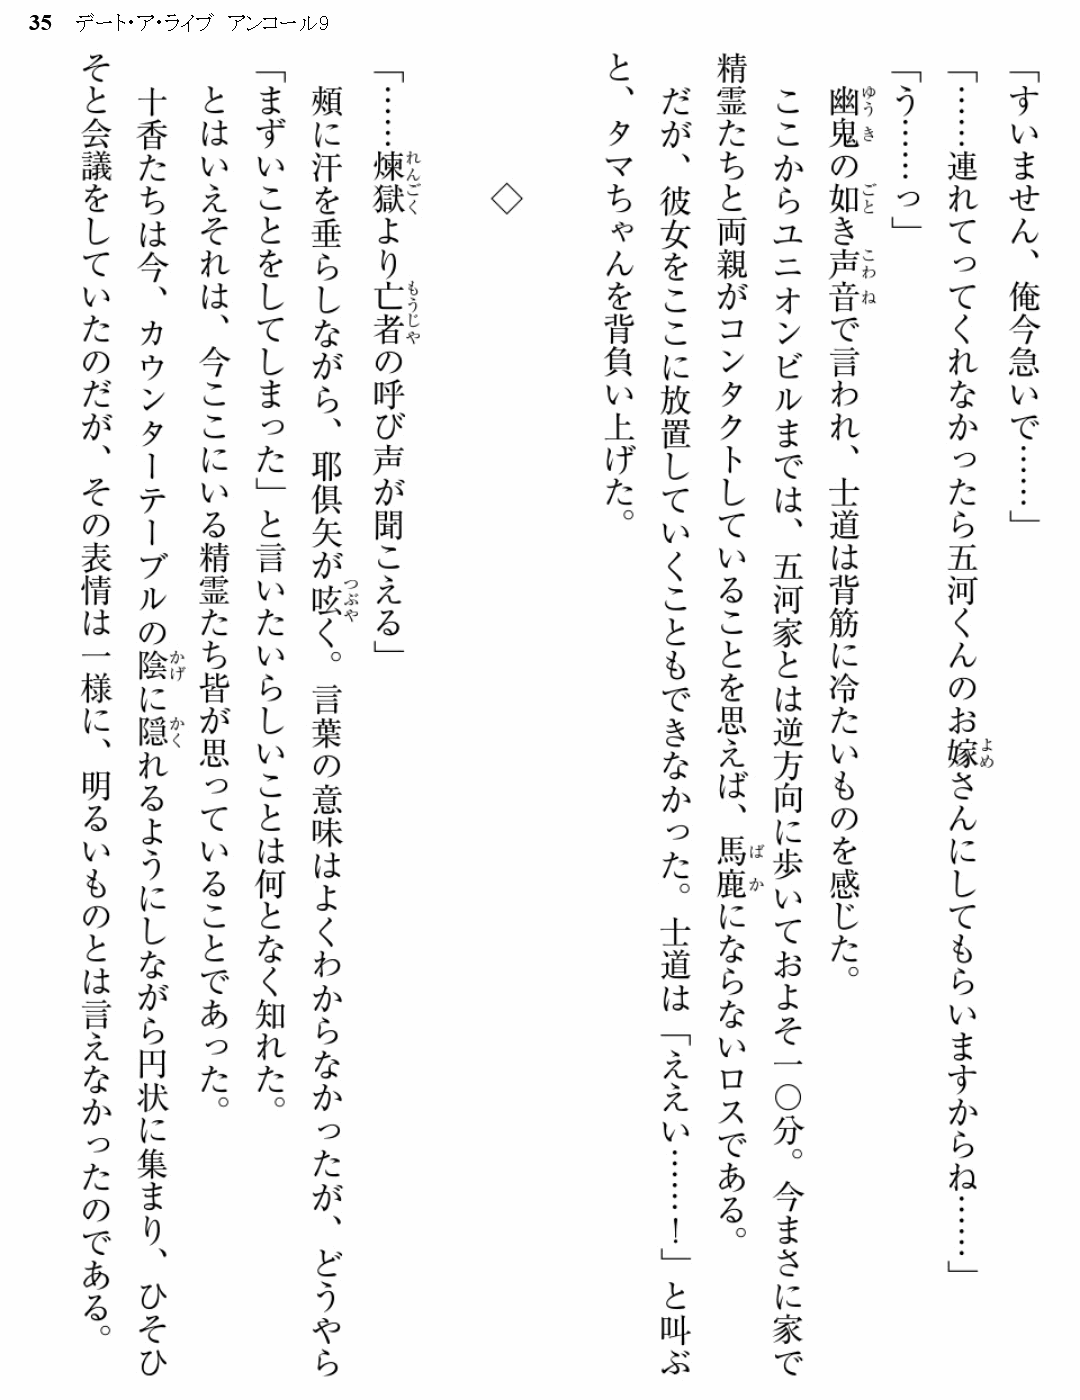 35 デート・ア・ライブ アンコール9
「すいません、俺今急いで……」
「……連れてってくれなかったら五河くんのお嫁さんにしてもらいますからね……」
「う……っ」
幽鬼の如き声音で言われ、士道は背筋に冷たいものを感じた。
ここからユニオンビルまでは、五河家とは逆方向に歩いておよそ一〇分。今まさに家で
精霊たちと両親がコンタクトしていることを思えば、馬鹿にならないロスである。
だが、彼女をここに放置していくこともできなかった。士道は「ええい……！」と叫ぶ
と、タマちゃんを背負い上げた。
◇
「……煉獄より亡者の呼び声が聞こえる」
頰に汗を垂らしながら、耶俱矢が呟く。言葉の意味はよくわからなかったが、どうやら
「まずいことをしてしまった」と言いたいらしいことは何となく知れた。
とはいえそれは、今ここにいる精霊たち皆が思っていることであった。
十香たちは今、カウンターテーブルの陰に隠れるようにしながら円状に集まり、ひそひ
そと会議をしていたのだが、その表情は一様に、明るいものとは言えなかったのである。